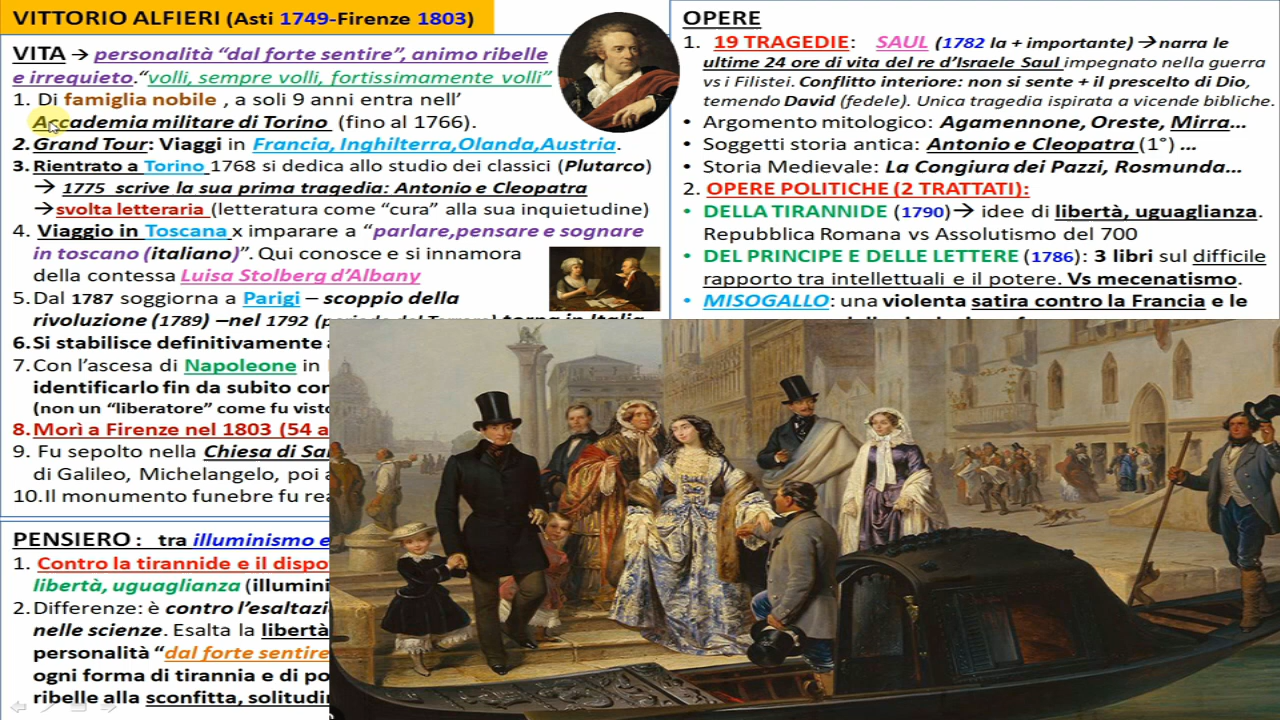 VITTORIO ALFIERI (Asti 1749-Firenze 1803)
VITA → personalità “dal forte sentire”, animo ribelle
e irrequieto.“volli, sempre volli, fortissimamente volli”
1. Di famiglia nobile , a soli 9 anni entra nell’
Accademia militare di Torino (fino al 1766).
2. Grand Tour: Viaggi in Francia, Inghilterra,Olanda,Austria.
3. Rientrato a Torino 1768 si dedica allo studio dei classici (Plutarco)
→ 1775 scrive la sua prima tragedia: Antonio e Cleopatra
→ svolta letteraria (letteratura come “cura” alla sua inquietudine)
4. Viaggio in Toscana x imparare a “parlare,pensare e sognare
in toscano (italiano)”. Qui conosce e si innamora
della contessa Luisa Stolberg d’Albany
5. Dal 1787 soggiorna a Parigi – scoppio della
rivoluzione (1789) –nel 1792 (periodo del Terrore) torna in Italia
6. Si stabilisce definitivamente
7. Con l’ascesa di Napoleone in
identificarlo fin da subito
(non un “liberatore” come fu
8. Morì a Firenze nel 1803 (54
9. Fu sepolto nella Chiesa di
di Galileo, Michelangelo, poi
10. Il monumento funebre fu
PENSIERO : tra illuminismo e
1. Contro la tirannide e il
libertà, uguaglianza
2. Differenze: è contro
nelle scienze. Esalta la libertà
personalità “dal forte sentire
ogni forma di tirannia e di
ribelle alla sconfitta,
OPERE
1. 19 TRAGEDIE: SAUL (1782 la + importante) → narra le
ultime 24 ore di vita del re d’Israele Saul impegnato nella guerra
vs i Filistei. Conflitto interiore: non si sente + il prescelto di Dio,
temendo David (fedele). Unica tragedia ispirata a vicende bibliche.
• Argomento mitologico: Agamennone, Oreste, Mirra...
• Soggetti storia antica: Antonio e Cleopatra (1°) ...
• Storia Medievale: La Congiura dei Pazzi, Rosmunda...
2. OPERE POLITICHE (2 TRATTATI):
• DELLA TIRANNIDE (1790)→ idee di libertà, uguaglianza.
Repubblica Romana vs Assolutismo del 700
• DEL PRINCIPE E DELLE LETTERE (1786): 3 libri sul difficile
rapporto tra intellettuali e il potere. Vs mecenatismo.
• MISOGALLO: una violenta satira contro la Francia e le